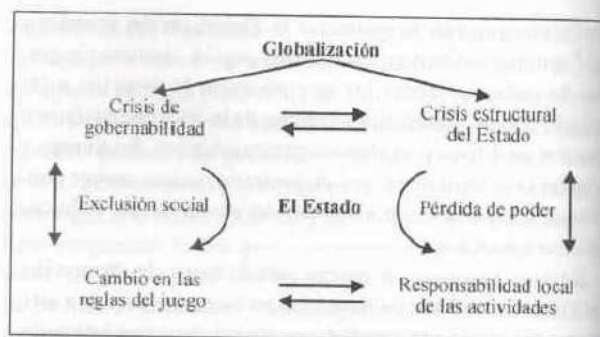 Globalización
Crisis de
gobernabilidad
Crisis estructural
del Estado
Exclusión social
El Estado
Pérdida de poder
Cambio en las
reglas del juego
Responsabilidad local
de las actividades